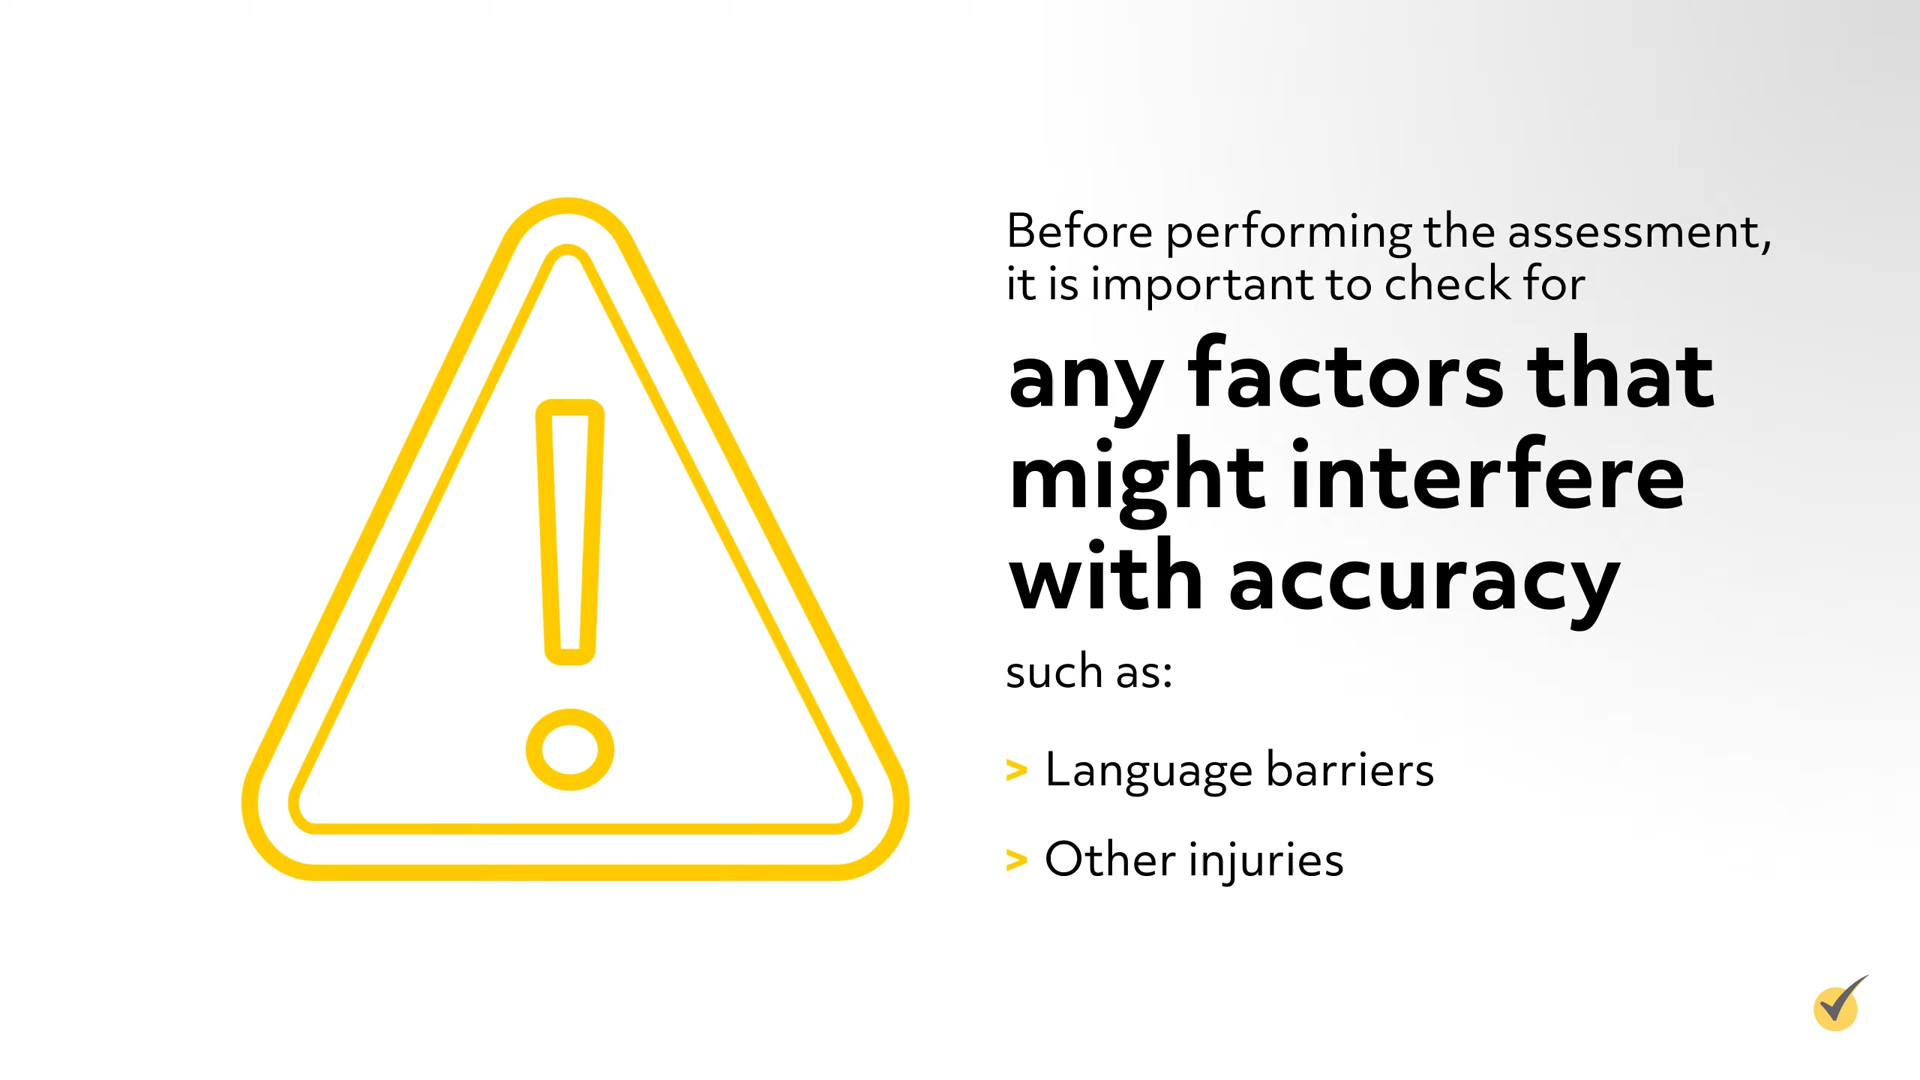 Before performing the assessment,
it is important to check for
any factors that
might interfere
with accuracy
such as:
> Language barriers
> Other injuries